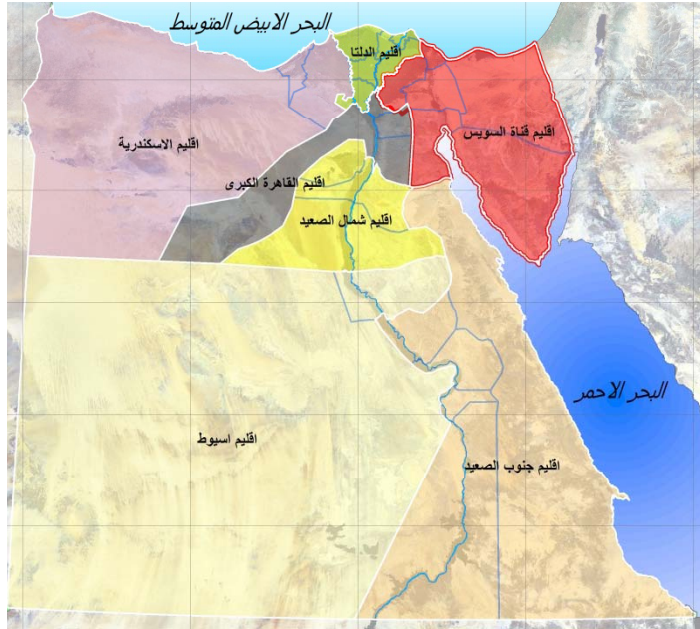 البحر الابيض المتوسط
اقليم الدلتا
اقليم قناة السويس
اقليم الاسكندرية
اقليم القاهرة الكبرى
اقليم شمال الصعيد
البحر الاحمر
اقليم اسيوط
اقليم جنوب الصعيد